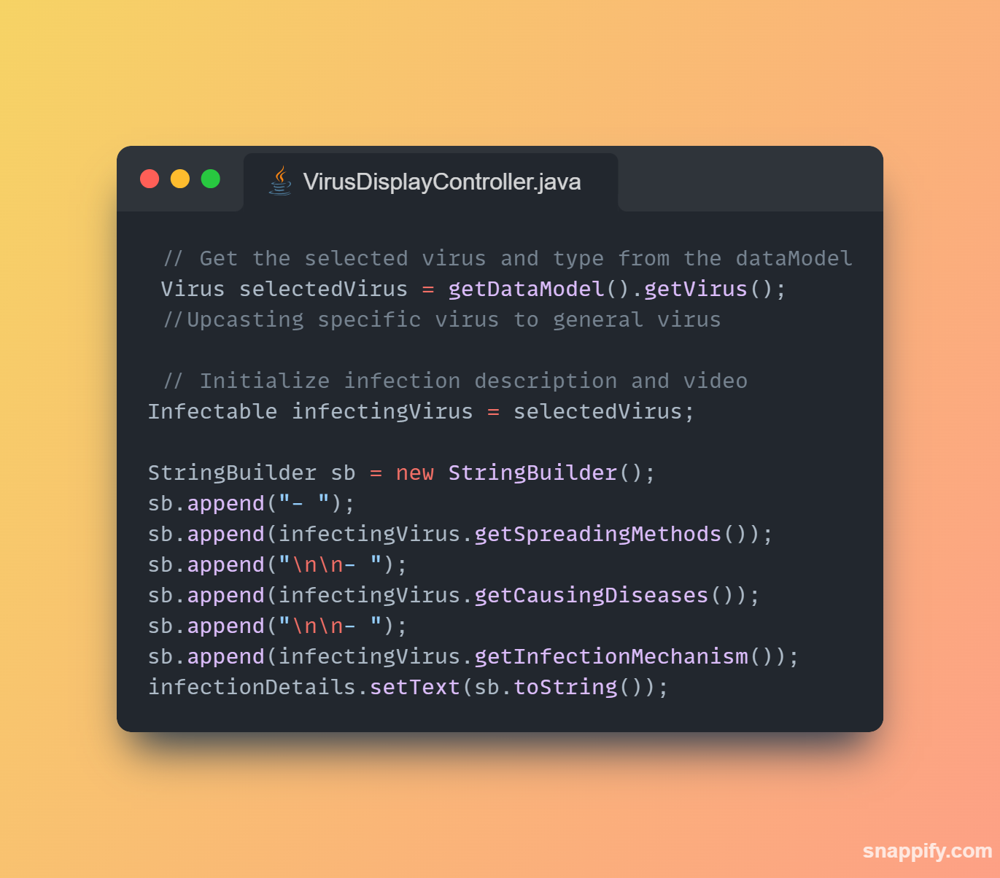 VirusDisplayController.java
// Get the selected virus and type from the dataModel
Virus selectedVirus = getDataModel().getVirus();
//Upcasting specific virus to general virus
// Initialize infection description and video
Infectable infectingVirus = selectedVirus;
StringBuilder sb = new StringBuilder();
sb.append("- ");
sb.append(infectingVirus.getSpreadingMethods());
sb.append("\n\n- ");
sb.append(infectingVirus.getCausingDiseases());
sb.append("\n\n- ");
sb.append(infectingVirus.getInfectionMechanism());
infectionDetails.setText(sb.toString());
snappify.com